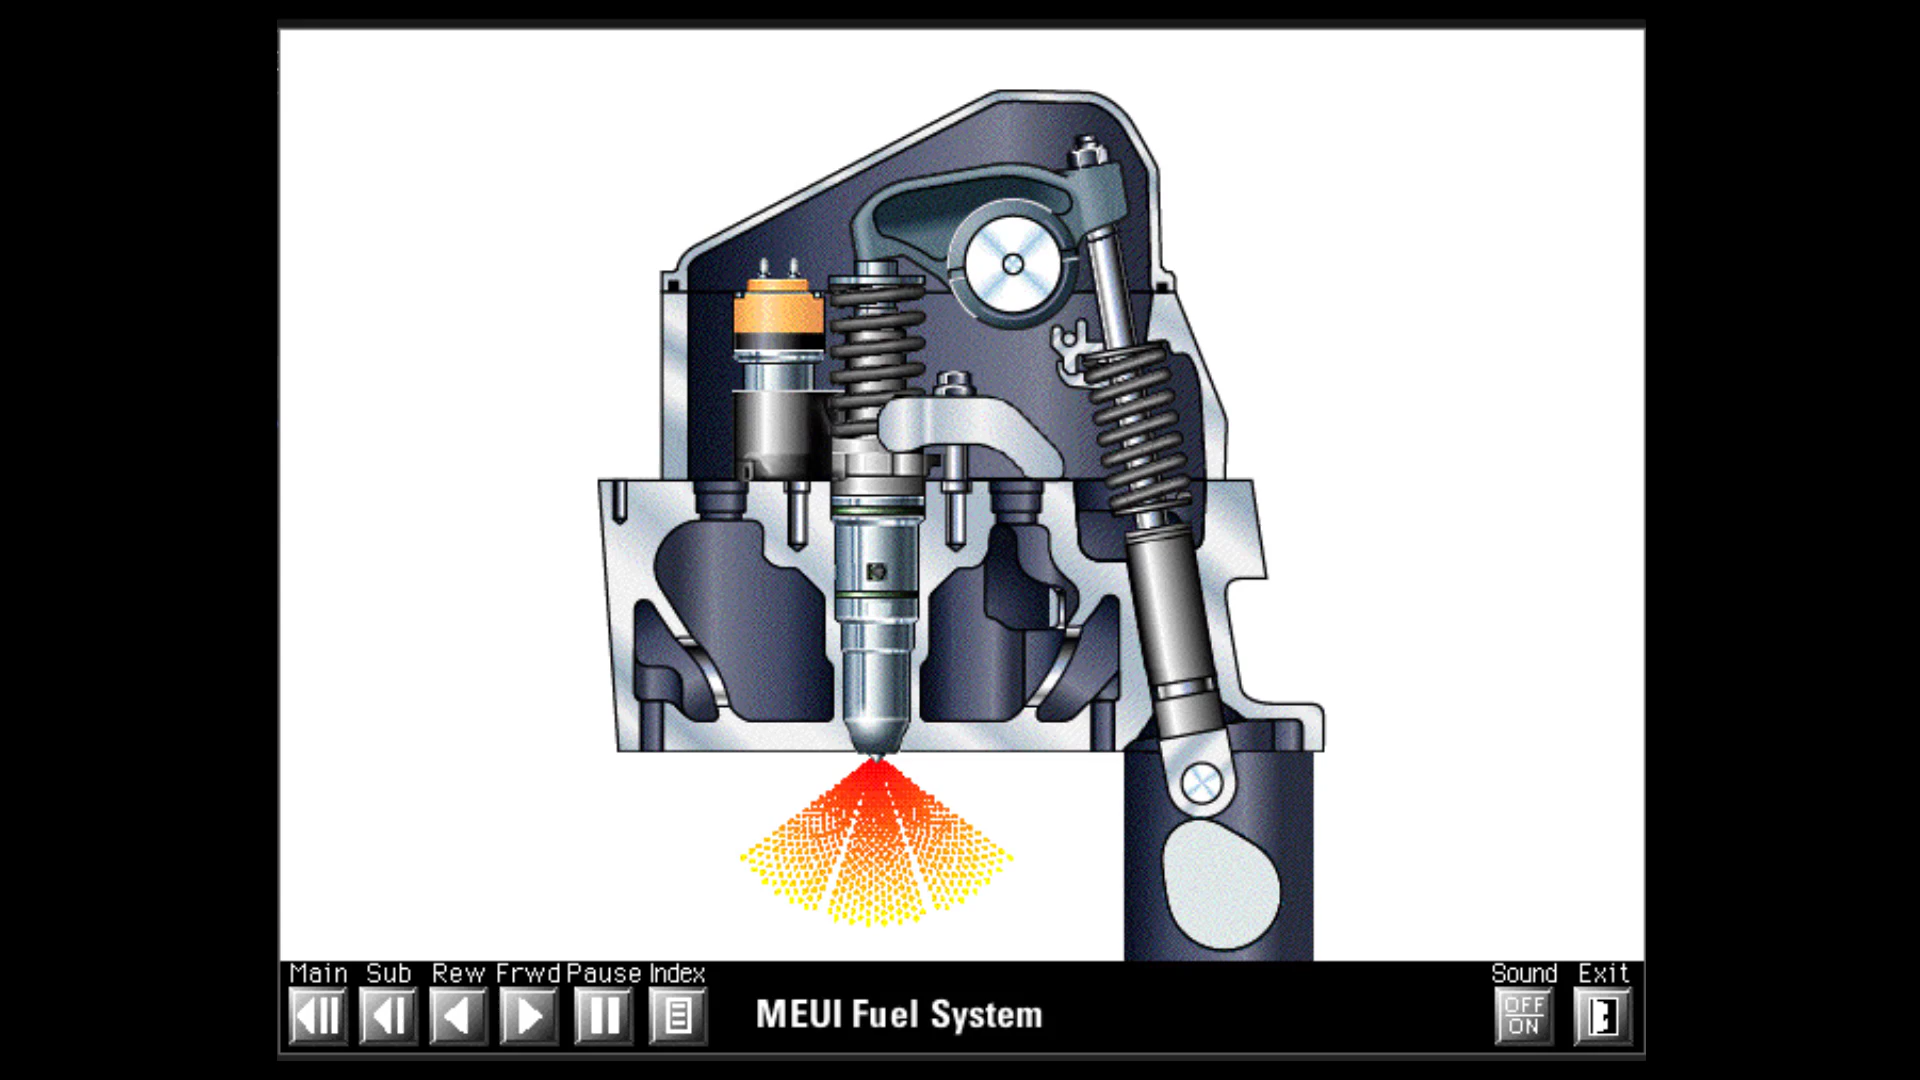 Main Sub Rew Frwd Pause Index Sound Exit
OFF
ON
MEUI Fuel System